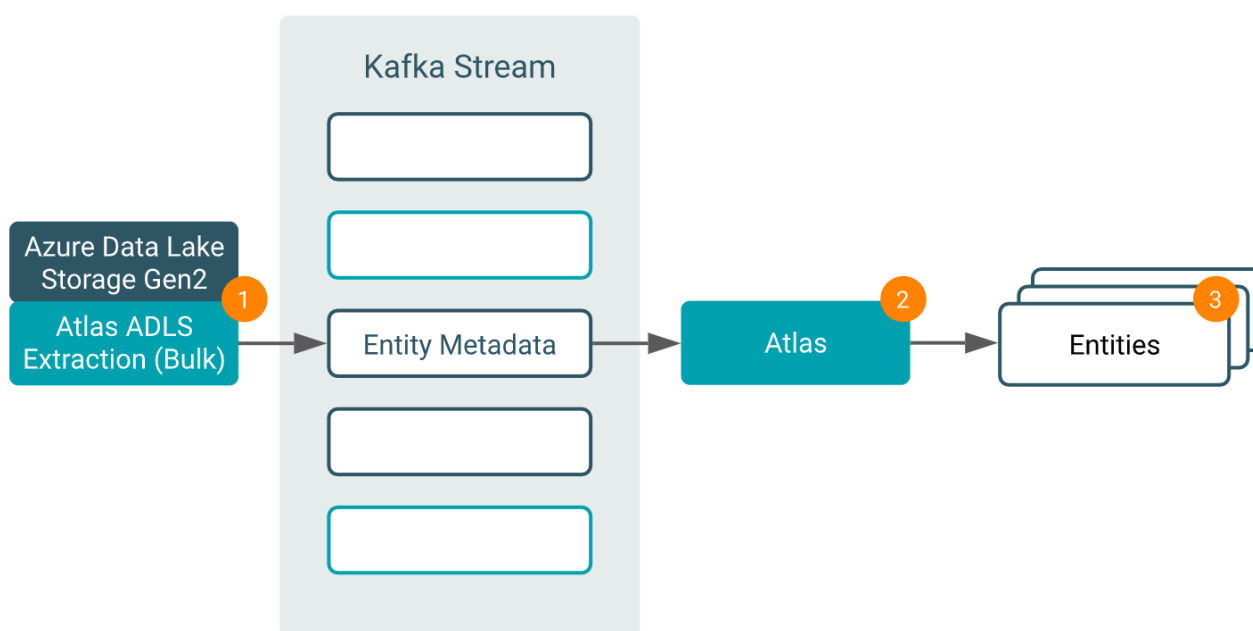 Kafka Stream
Azure Data Lake
Storage Gen2
1
Atlas ADLS
Extraction (Bulk)
Entity Metadata
2
Atlas
3
Entities